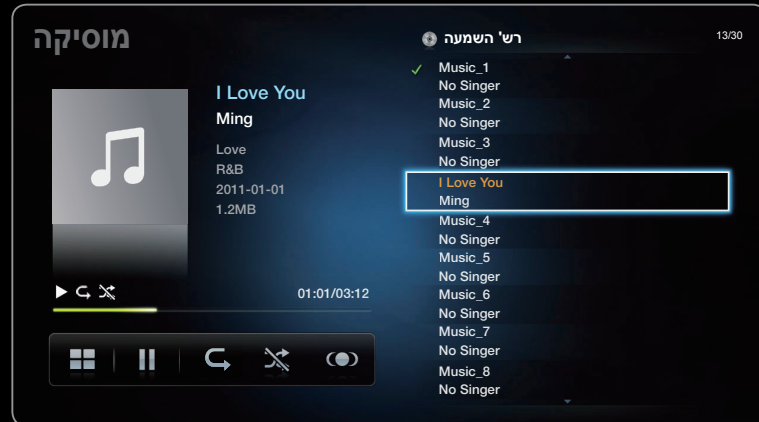 מוסיקה
רש' השמעה
13/30
I Love You
Ming
Love
R&B
2011-01-01
1.2MB
01:01/03:12
Music_1
No Singer
Music_2
No Singer
Music_3
No Singer
I Love You
Ming
Music_4
No Singer
Music_5
No Singer
Music_6
No Singer
Music_7
No Singer
Music_8
No Singer